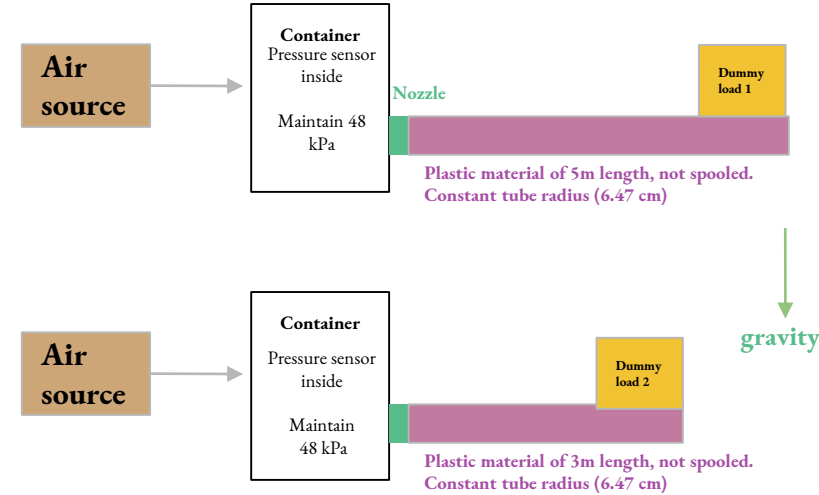 Air
source
Container
Pressure sensor
inside
Maintain 48
kPa
Nozzle
Dummy
load 1
Plastic material of 5m length, not spooled.
Constant tube radius (6.47 cm)
gravity
Air
source
Container
Pressure sensor
inside
Maintain
48 kPa
Dummy
load 2
Plastic material of 3m length, not spooled.
Constant tube radius (6.47 cm)